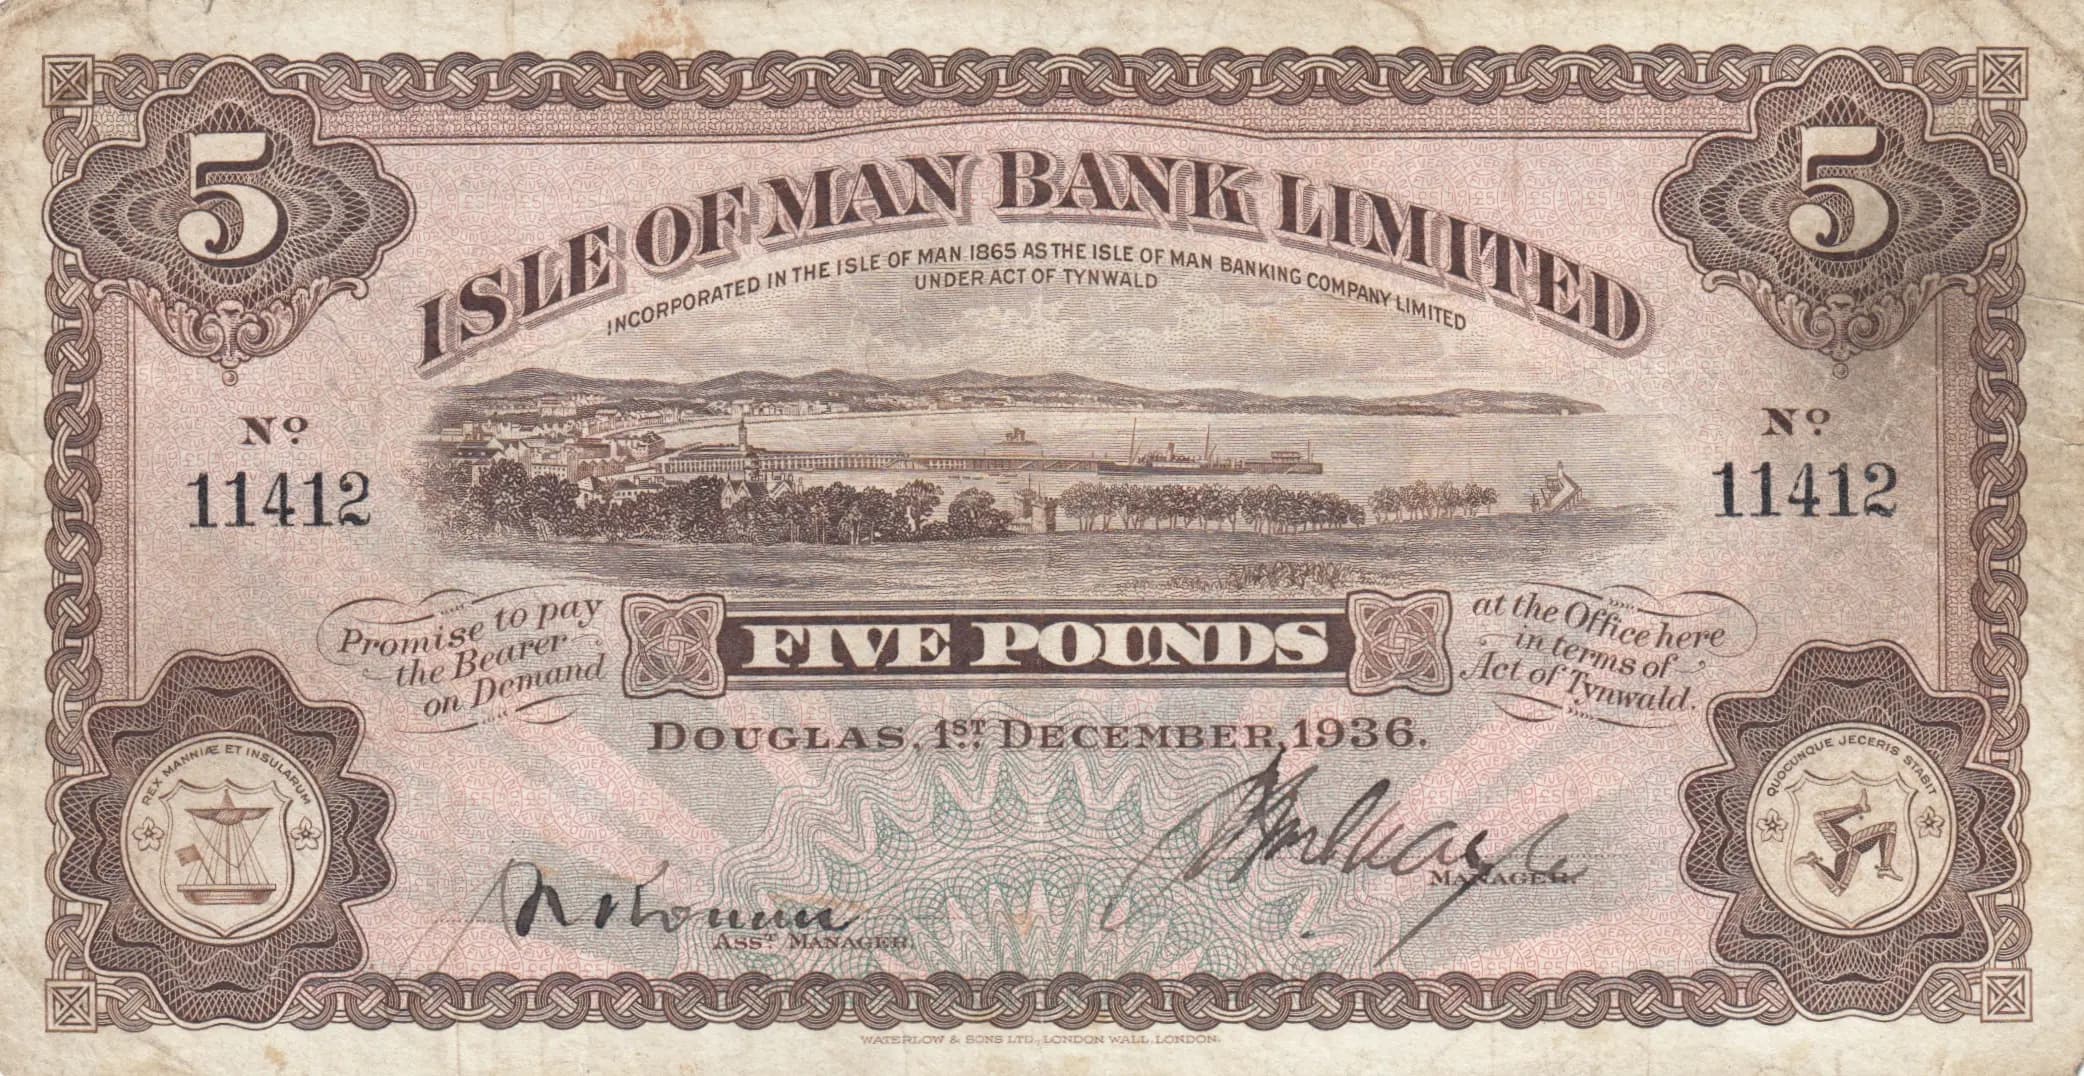 5
5
ISLE OF MAN BANK LIMITED
INCORPORATED IN THE ISLE OF MAN 1865 AS THE ISLE OF MAN BANKING COMPANY LIMITED
UNDER ACT OF TYNWALD
Nº
11412
Nº
11412
Promise to pay
the Bearer
on Demand
FIVE POUNDS
at the Office here
in terms of
Act of Tynwald.
DOUGLAS, 1ST DECEMBER, 1936.
REX MANNIÆ ET INSULARUM
QUOCUNQUE JECERIS STABIT
ASST MANAGER.
MANAGER.
WATERLOW & SONS LTD., LONDON WALL, LONDON.